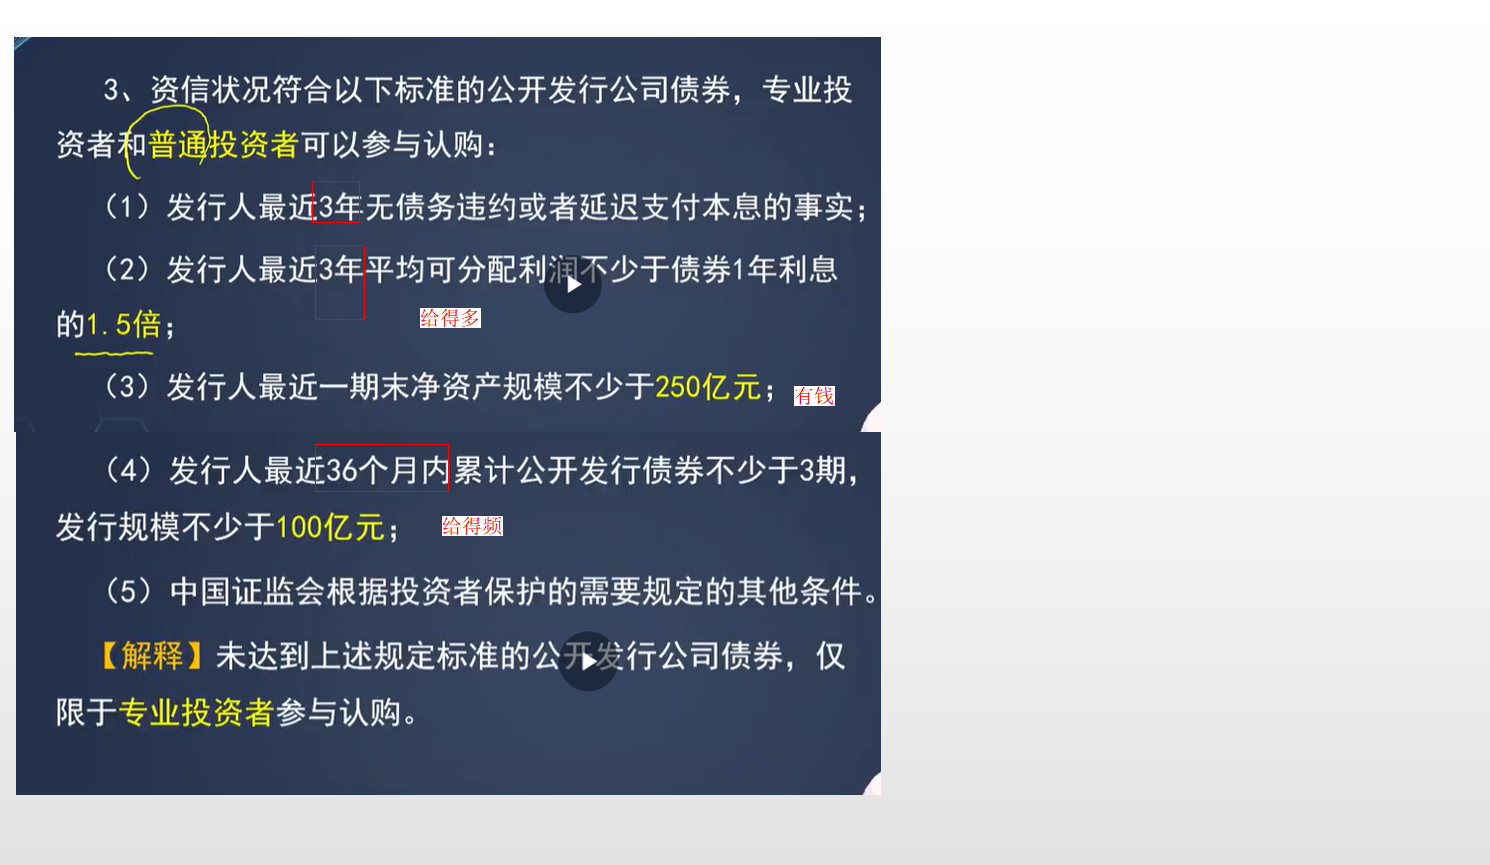 3、资信状况符合以下标准的公开发行公司债券，专业投
资者和普通投资者可以参与认购：
（1）发行人最近3年无债务违约或者延迟支付本息的事实；
（2）发行人最近3年平均可分配利润不少于债券1年利息
的1.5倍；
给得多
（3）发行人最近一期末净资产规模不少于250亿元；
有钱
（4）发行人最近36个月内累计公开发行债券不少于3期，
发行规模不少于100亿元；
给得频
（5）中国证监会根据投资者保护的需要规定的其他条件。
【解释】未达到上述规定标准的公开发行公司债券，仅
限于专业投资者参与认购。